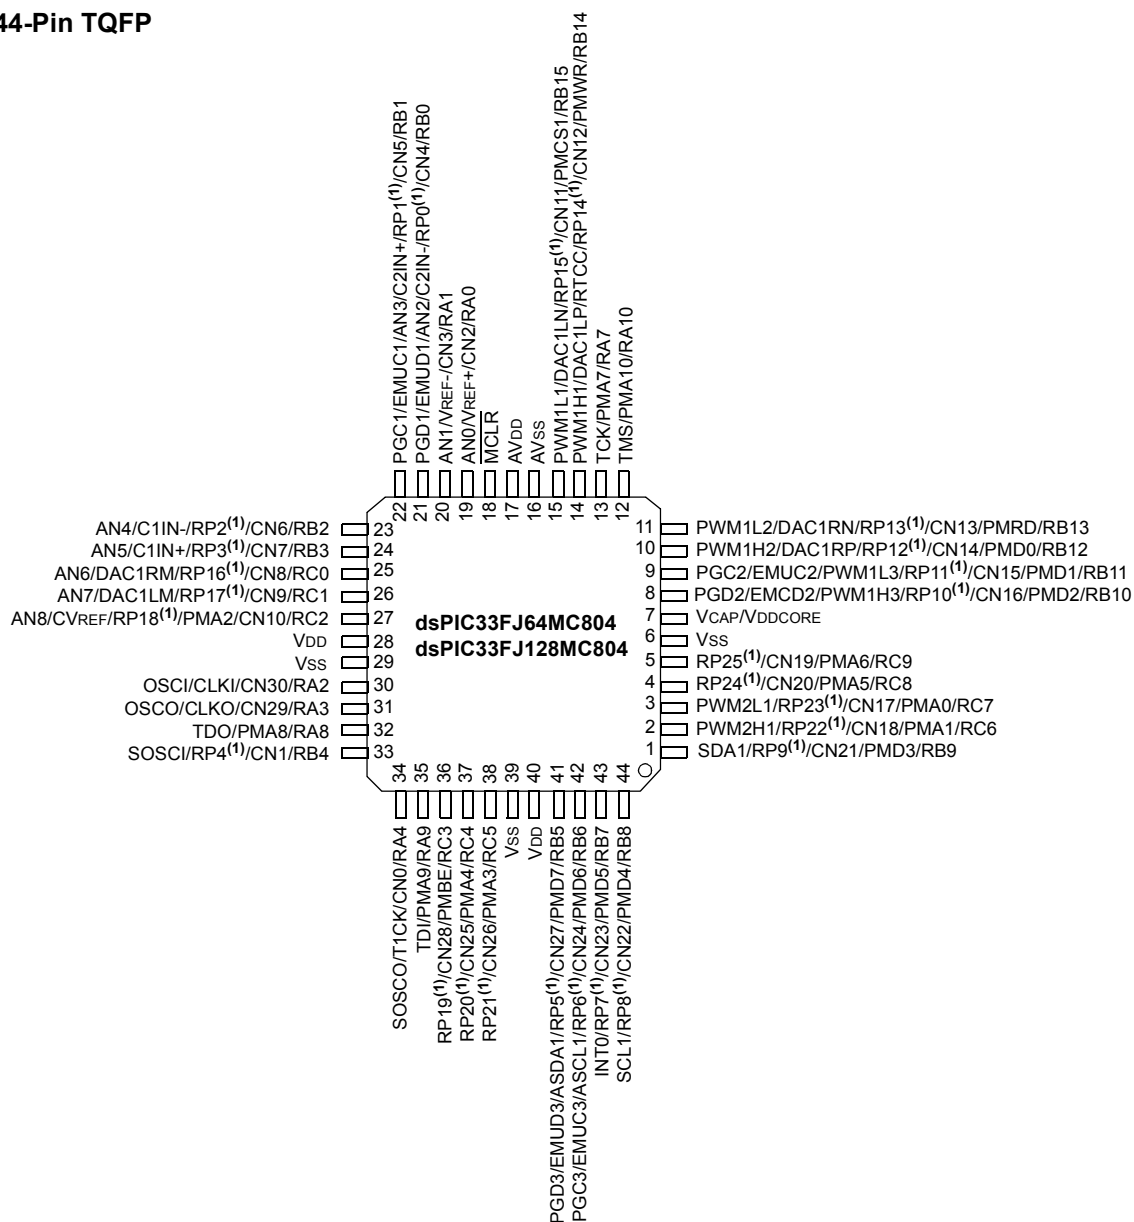 44-Pin TQFP
PGC1/EMUC1/AN3/C2IN+/RP1(1)/CN5/RB1
PGD1/EMUD1/AN2/C2IN-/RP0(1)/CN4/RB0
AN1/VREF-/CN3/RA1
AN0/VREF+/CN2/RA0
MCLR
AVDD
AVSS
PWM1L1/DAC1LN/RP15(1)/CN11/PMCS1/RB15
PWM1H1/DAC1LP/RTCC/RP14(1)/CN12/PMWR/RB14
TCK/PMA7/RA7
TMS/PMA10/RA10
22
21
20
19
18
17
16
15
14
13
12
AN4/C1IN-/RP2(1)/CN6/RB2 23
AN5/C1IN+/RP3(1)/CN7/RB3 24
AN6/DAC1RM/RP16(1)/CN8/RC0 25
AN7/DAC1LM/RP17(1)/CN9/RC1 26
AN8/CVREF/RP18(1)/PMA2/CN10/RC2 27
VDD 28
VSS 29
OSCI/CLKI/CN30/RA2 30
OSCO/CLKO/CN29/RA3 31
TDO/PMA8/RA8 32
SOSCI/RP4(1)/CN1/RB4 33
dsPIC33FJ64MC804
dsPIC33FJ128MC804
11 PWM1L2/DAC1RN/RP13(1)/CN13/PMRD/RB13
10 PWM1H2/DAC1RP/RP12(1)/CN14/PMD0/RB12
9 PGC2/EMUC2/PWM1L3/RP11(1)/CN15/PMD1/RB11
8 PGD2/EMCD2/PWM1H3/RP10(1)/CN16/PMD2/RB10
7 VCAP/VDDCORE
6 VSS
5 RP25(1)/CN19/PMA6/RC9
4 RP24(1)/CN20/PMA5/RC8
3 PWM2L1/RP23(1)/CN17/PMA0/RC7
2 PWM2H1/RP22(1)/CN18/PMA1/RC6
1 SDA1/RP9(1)/CN21/PMD3/RB9
34
35
36
37
38
39
40
41
42
43
44
SOSCO/T1CK/CN0/RA4
TDI/PMA9/RA9
RP19(1)/CN28/PMBE/RC3
RP20(1)/CN25/PMA4/RC4
RP21(1)/CN26/PMA3/RC5
VSS
VDD
PGD3/EMUD3/ASDA1/RP5(1)/CN27/PMD7/RB5
PGC3/EMUC3/ASCL1/RP6(1)/CN24/PMD6/RB6
INT0/RP7(1)/CN23/PMD5/RB7
SCL1/RP8(1)/CN22/PMD4/RB8